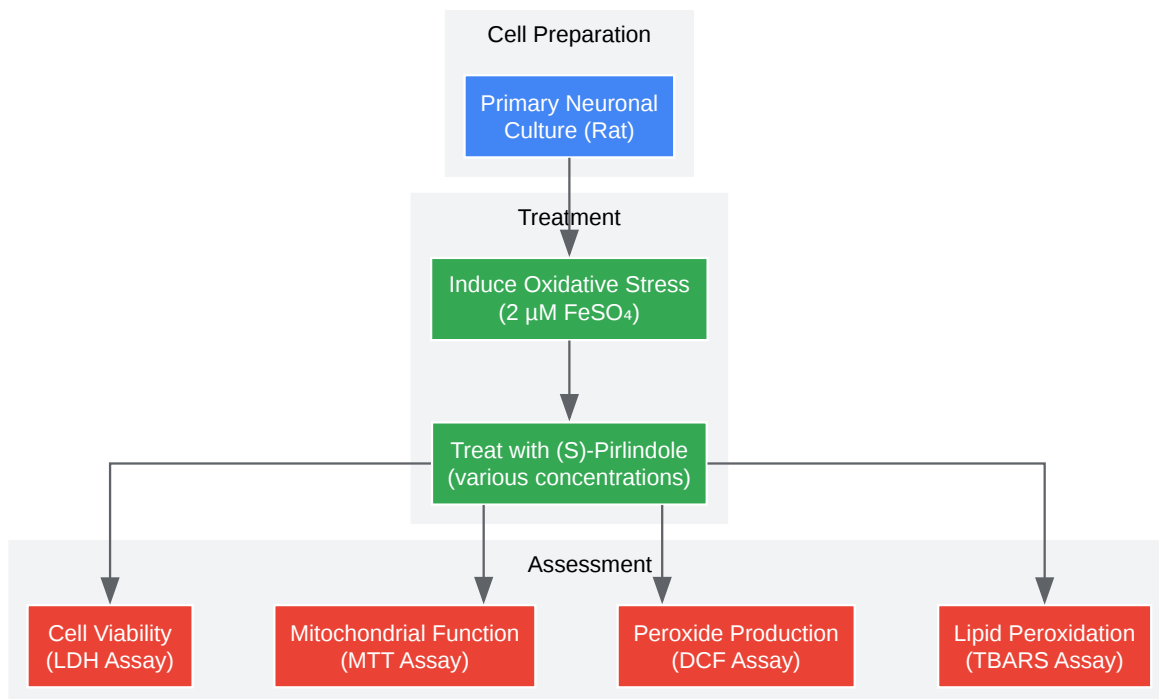 Cell Preparation
Primary Neuronal
Culture (Rat)
Treatment
Induce Oxidative Stress
(2 µM FeSO₄)
Treat with (S)-Pirlindole
(various concentrations)
Assessment
Cell Viability
(LDH Assay)
Mitochondrial Function
(MTT Assay)
Peroxide Production
(DCF Assay)
Lipid Peroxidation
(TBARS Assay)